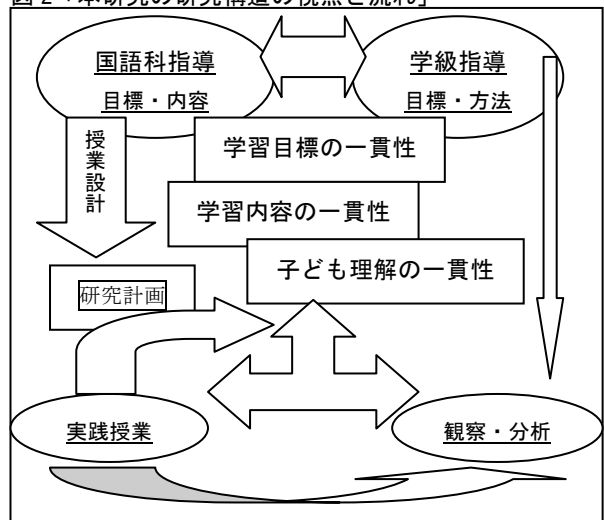 図2「本研究の研究構造の視点と流れ」
国語科指導
目標・内容
学級指導
目標・方法
授業設計
学習目標の一貫性
学習内容の一貫性
子ども理解の一貫性
研究計画
実践授業
観察・分析